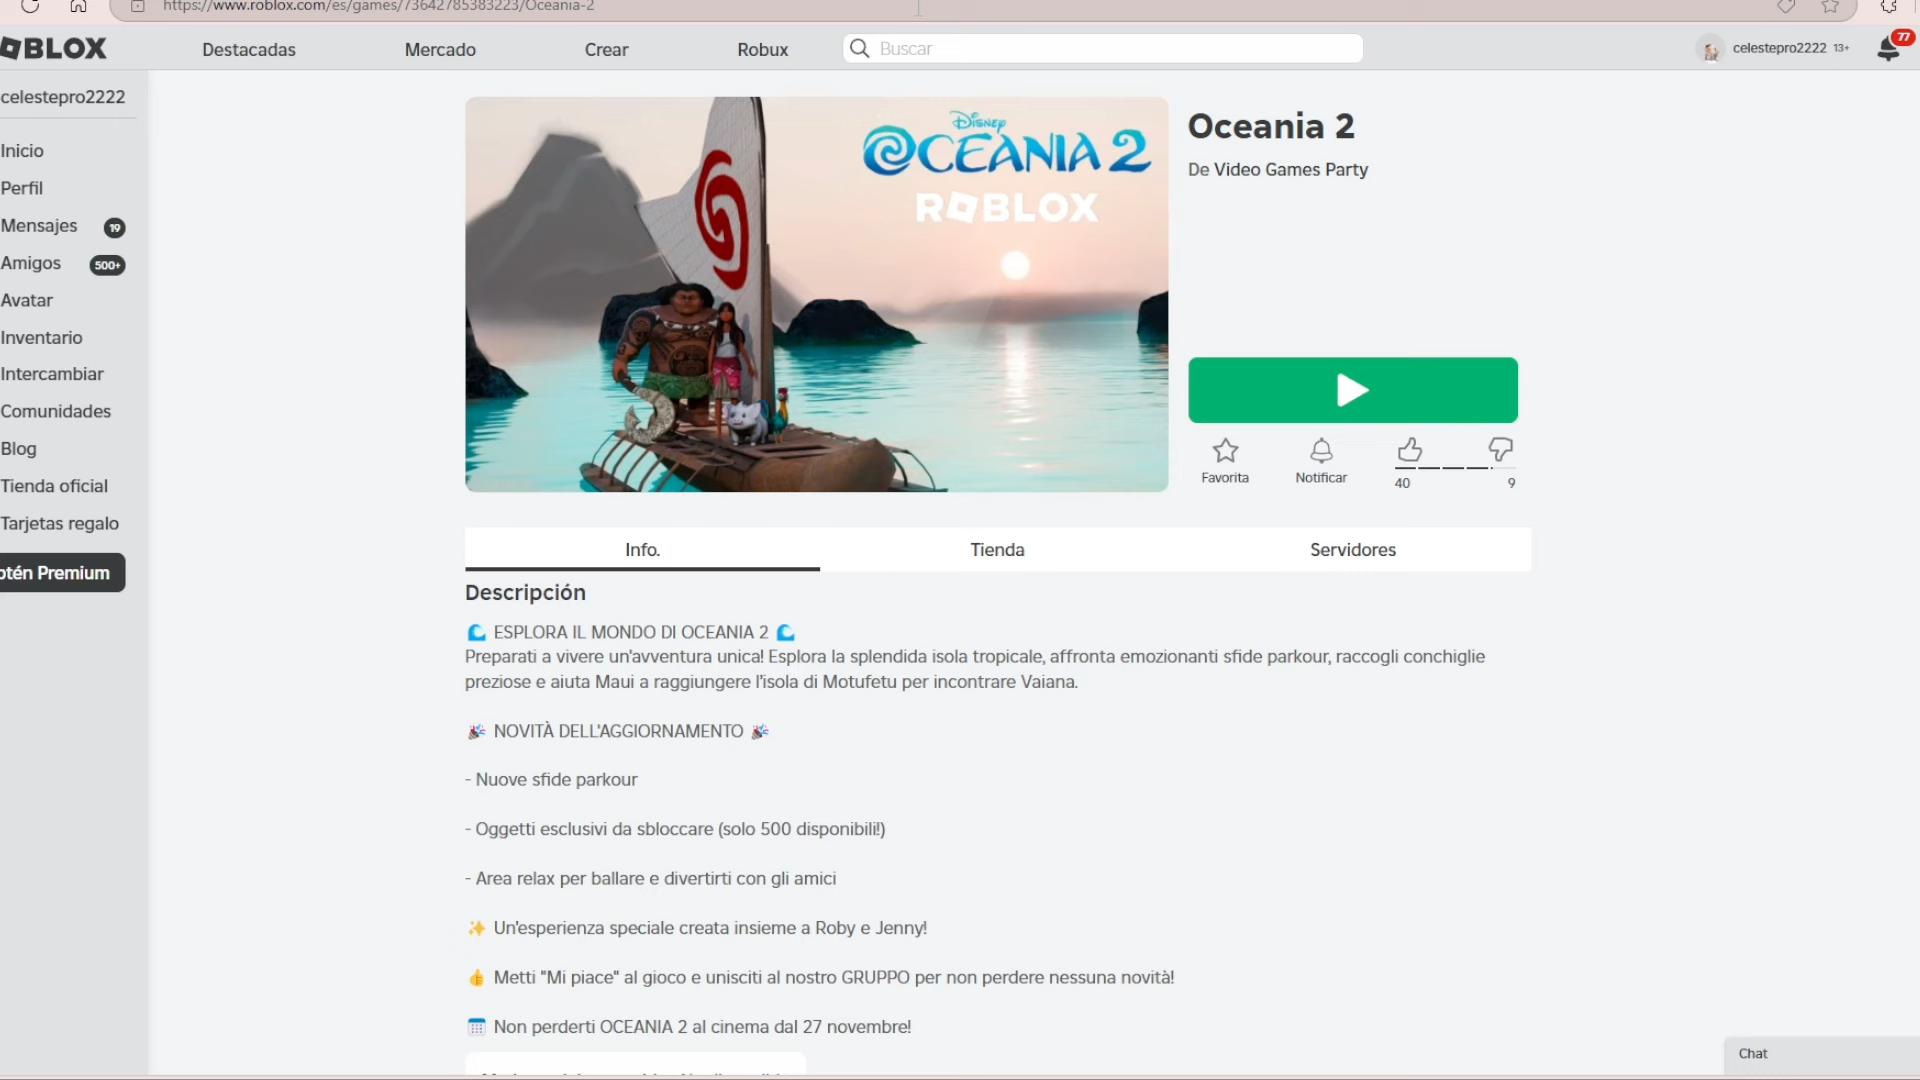 https://www.roblox.com/es/games/73642785383223/Oceania-2
BLOX
Destacadas
Mercado
Crear
Robux
Buscar
celestepro2222 13+
77
celestepro2222
Inicio
Perfil
Mensajes 19
Amigos 500+
Avatar
Inventario
Intercambiar
Comunidades
Blog
Tienda oficial
Tarjetas regalo
otén Premium
Disney
OCEANIA 2
ROBLOX
Oceania 2
De Video Games Party
Favorita
Notificar
40
9
Info.
Tienda
Servidores
Descripción
🌊 ESPLORA IL MONDO DI OCEANIA 2 🌊
Preparati a vivere un'avventura unica! Esplora la splendida isola tropicale, affronta emozionanti sfide parkour, raccogli conchiglie
preziose e aiuta Maui a raggiungere l'isola di Motufetu per incontrare Vaiana.
🎉 NOVITÀ DELL'AGGIORNAMENTO 🎉
- Nuove sfide parkour
- Oggetti esclusivi da sbloccare (solo 500 disponibili!)
- Area relax per ballare e divertirti con gli amici
✨ Un'esperienza speciale creata insieme a Roby e Jenny!
👍 Metti "Mi piace" al gioco e unisciti al nostro GRUPPO per non perdere nessuna novità!
📅 Non perderti OCEANIA 2 al cinema dal 27 novembre!
Chat